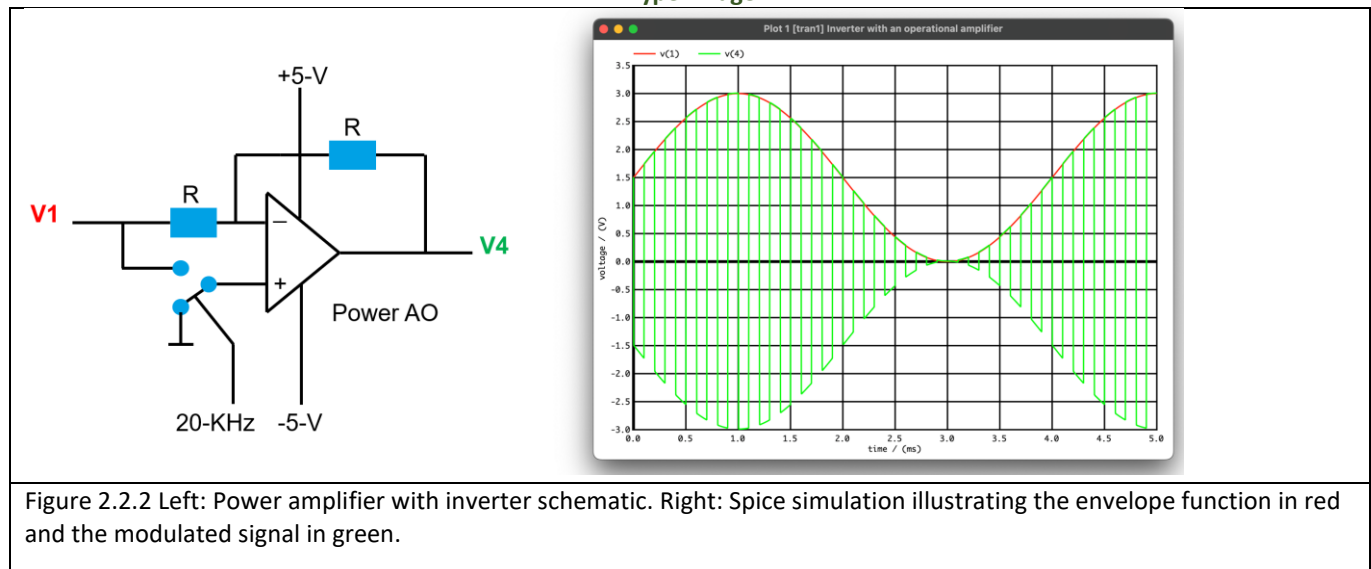 +5-V
R
R
V1
V4
−
+
Power AO
20-KHz -5-V
Plot 1 [tran1] Inverter with an operational amplifier
v(1) v(4)
voltage / (V)
3.5
3.0
2.5
2.0
1.5
1.0
0.5
0.0
-0.5
-1.0
-1.5
-2.0
-2.5
-3.0
0.0 0.5 1.0 1.5 2.0 2.5 3.0 3.5 4.0 4.5 5.0
time / (ms)
Figure 2.2.2 Left: Power amplifier with inverter schematic. Right: Spice simulation illustrating the envelope function in red
and the modulated signal in green.